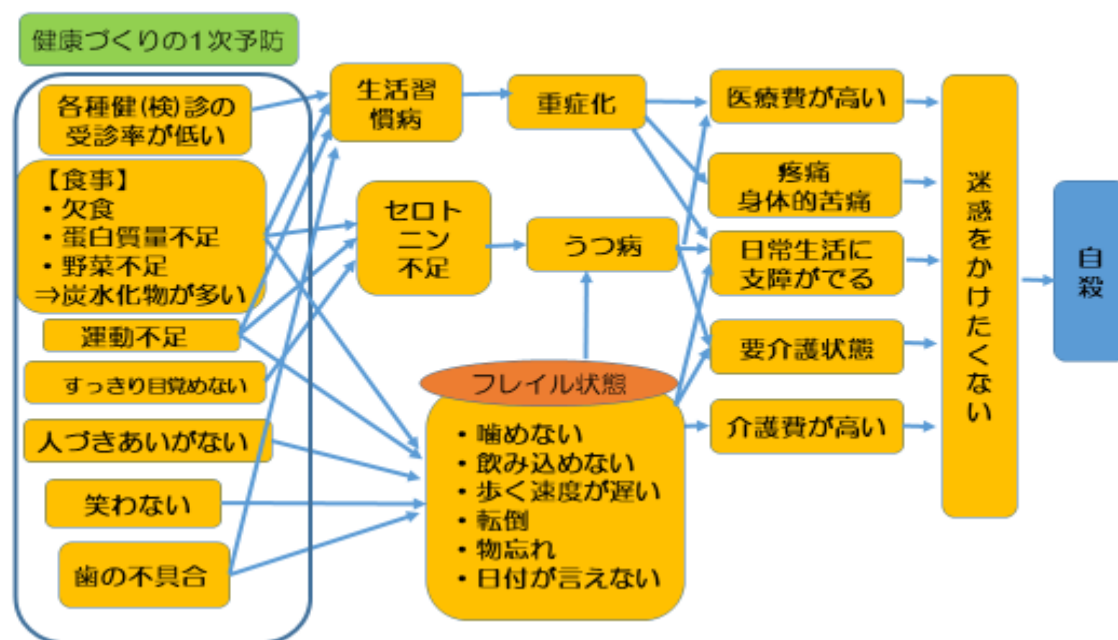 健康づくりの1次予防
各種健(検)診の
受診率が低い
【食事】
・欠食
・蛋白質量不足
・野菜不足
⇒炭水化物が多い
運動不足
すっきり目覚めない
人づきあいがない
笑わない
歯の不具合
生活習
慣病
セロト
ニン
不足
重症化
うつ病
フレイル状態
・噛めない
・飲み込めない
・歩く速度が遅い
・転倒
・物忘れ
・日付が言えない
医療費が高い
疼痛
身体的苦痛
日常生活に
支障がでる
要介護状態
介護費が高い
迷惑をかけたくない
自殺